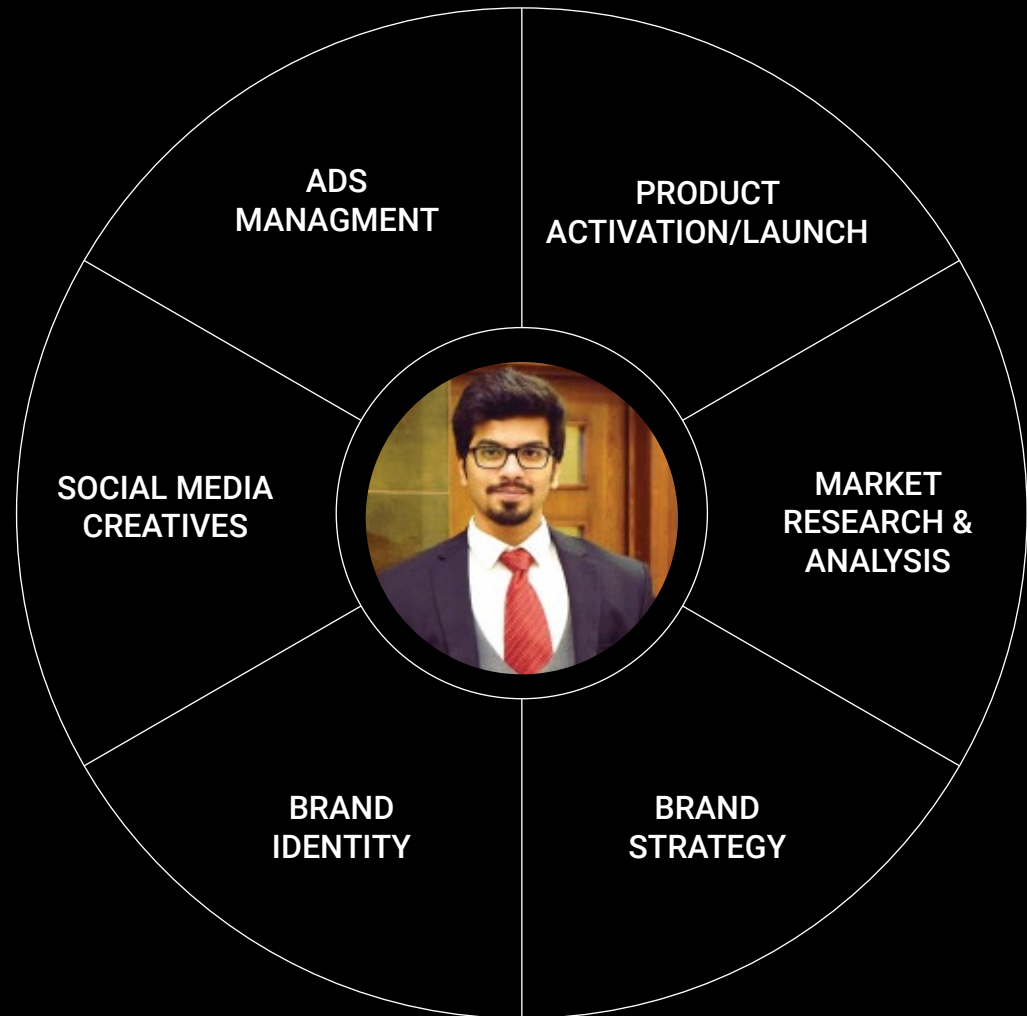 ADS
MANAGMENT
PRODUCT
ACTIVATION/LAUNCH
SOCIAL MEDIA
CREATIVES
MARKET
RESEARCH &
ANALYSIS
BRAND
IDENTITY
BRAND
STRATEGY